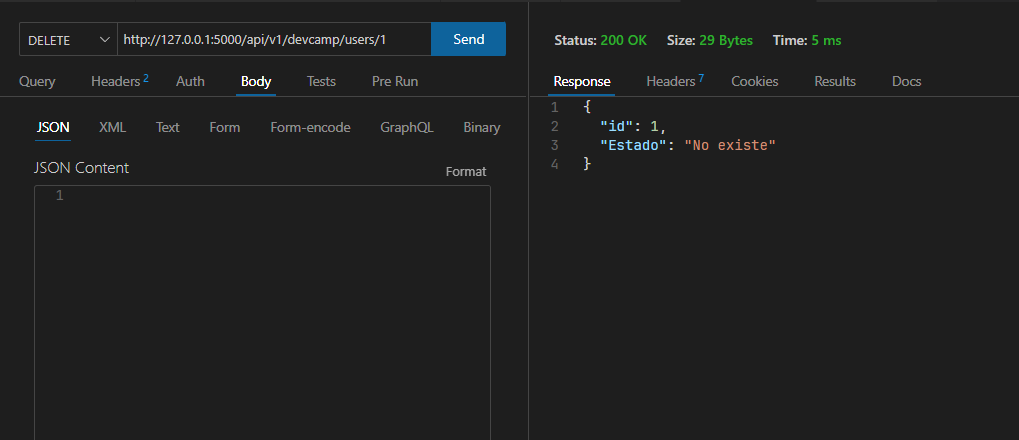 DELETE http://127.0.0.1:5000/api/v1/devcamp/users/1 Send
Query Headers 2 Auth Body Tests Pre Run
JSON XML Text Form Form-encode GraphQL Binary
JSON Content Format
1
Status: 200 OK Size: 29 Bytes Time: 5 ms
Response Headers 7 Cookies Results Docs
1 {
2 "id": 1,
3 "Estado": "No existe"
4 }